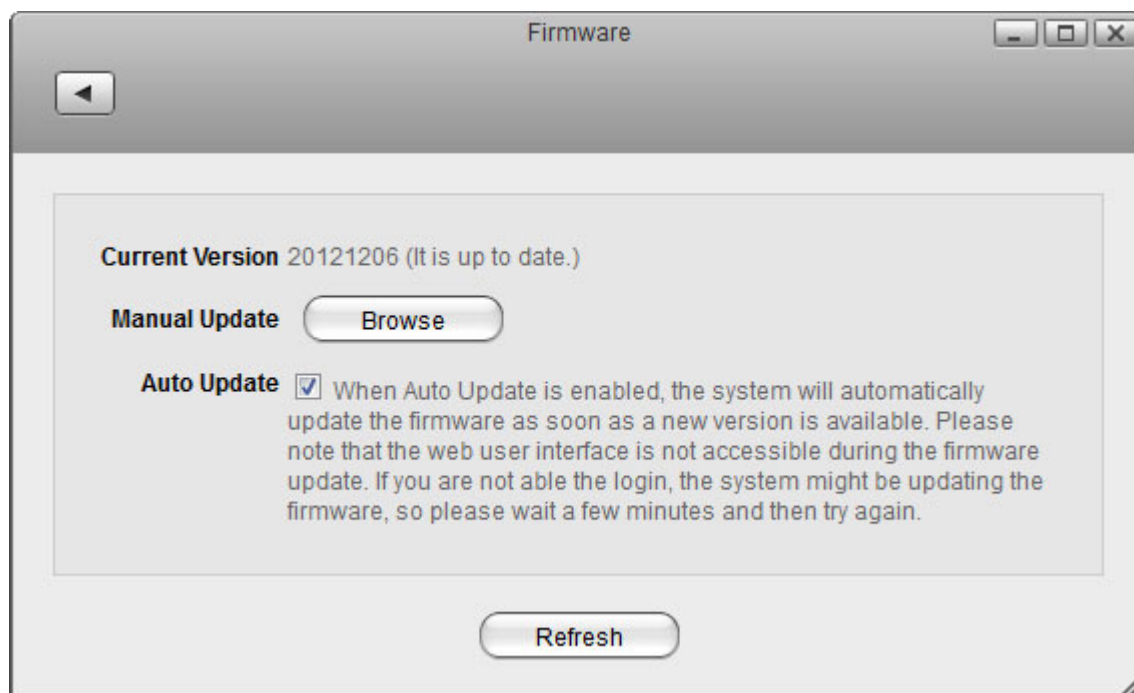 Firmware
Current Version 20121206 (It is up to date.)
Manual Update Browse
Auto Update When Auto Update is enabled, the system will automatically
update the firmware as soon as a new version is available. Please
note that the web user interface is not accessible during the firmware
update. If you are not able the login, the system might be updating the
firmware, so please wait a few minutes and then try again.
Refresh